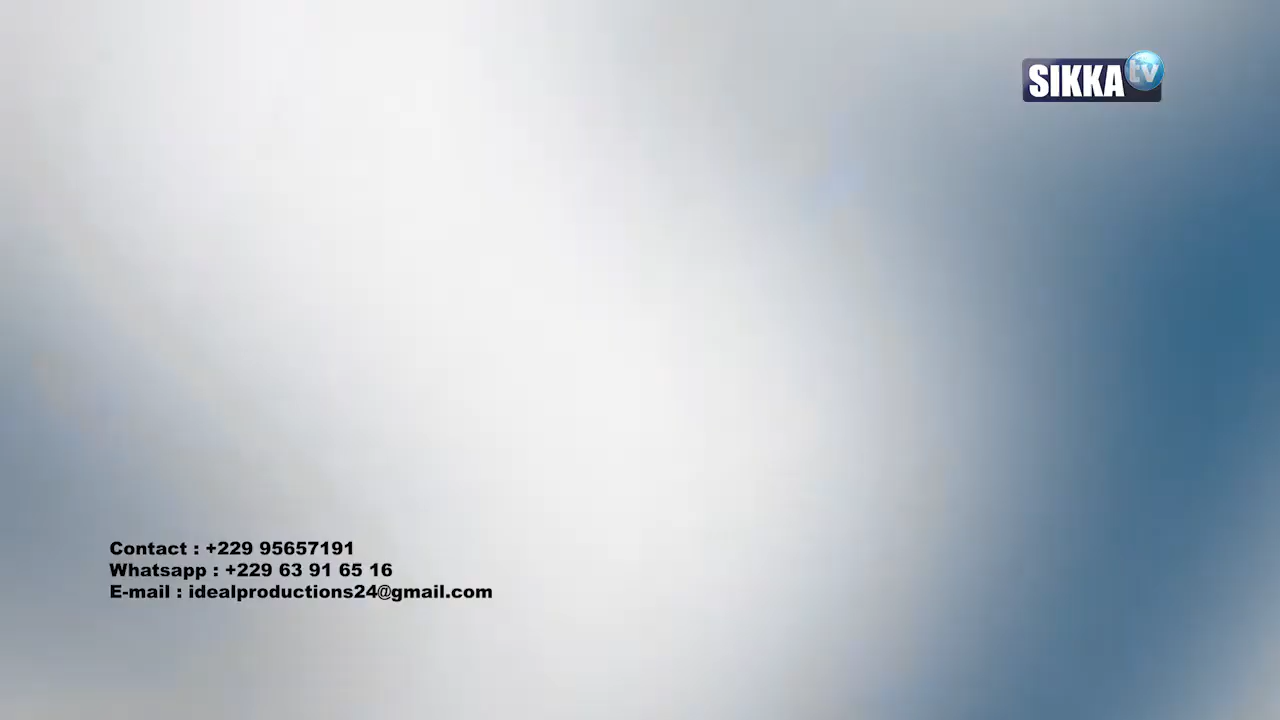 SIKKA tv
Contact : +229 95657191
Whatsapp : +229 63 91 65 16
E-mail : idealproductions24@gmail.com